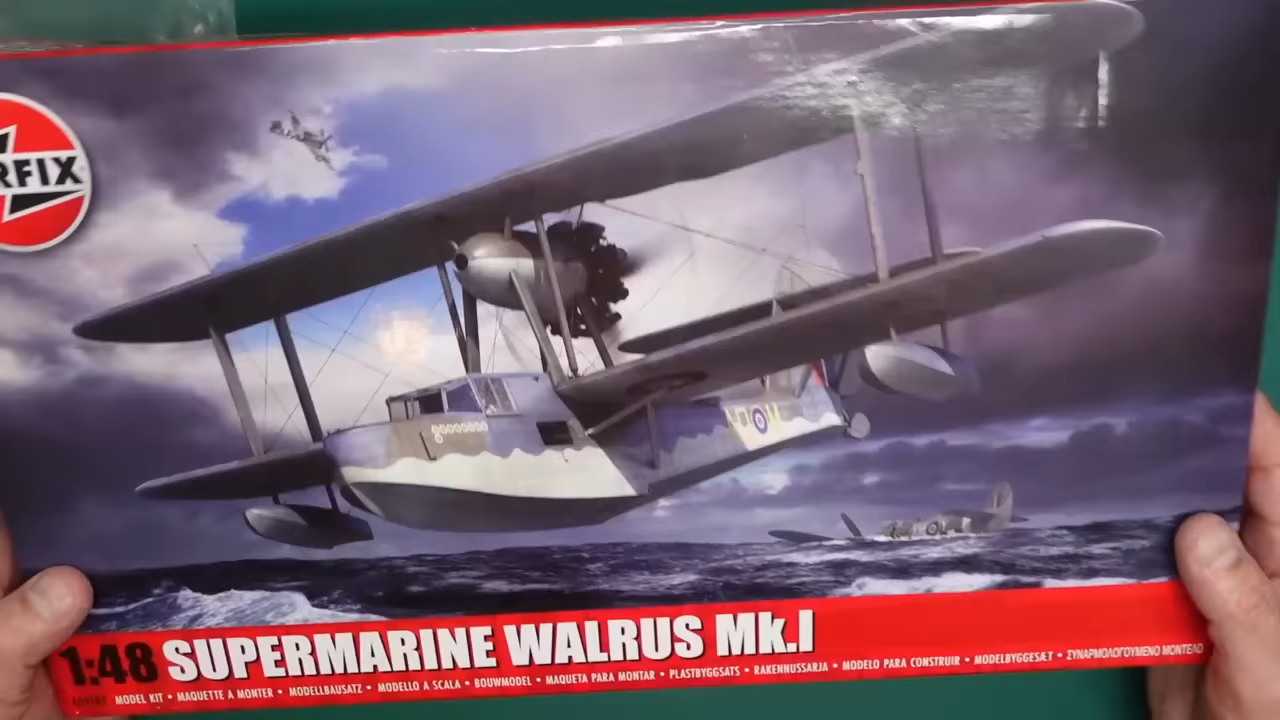 RFIX
1:48 SUPERMARINE WALRUS Mk.I
MODEL KIT • MAQUETTE A MONTER • MODELLBAUSATZ • MODELLO A SCALA • BOUWMODEL • MAQUETA PARA MONTAR • PLASTBYGGSATS • RAKENNUSSARJA • MODELO PARA CONSTRUIR • MODELBYGGESÆT • ΣΥΝΑΡΜΟΛΟΓΟΥΜΕΝΟ ΜΟΝΤΕΛΟ